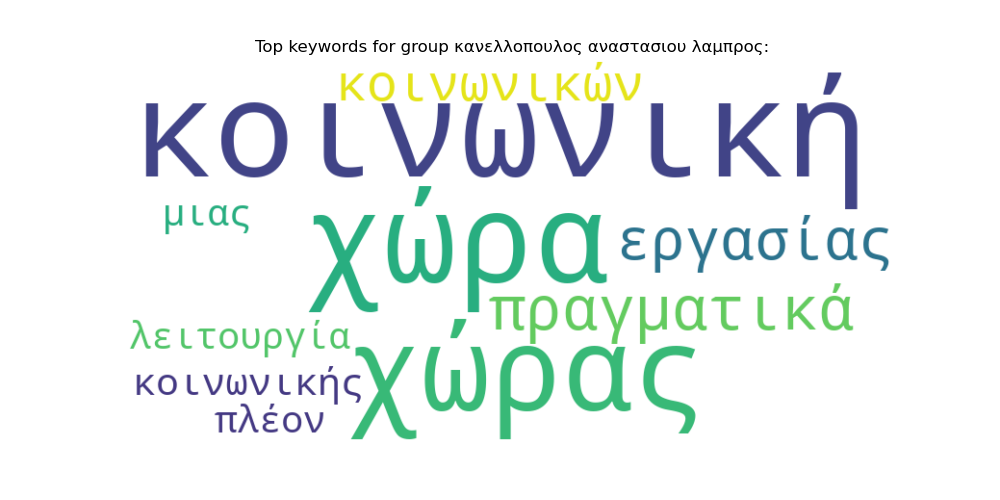 Top keywords for group κανελλοπουλος αναστασιου λαμπρος:
κοινωνικών
κοινωνική
μιας
χώρα
εργασίας
πραγματικά
λειτουργία
χώρας
κοινωνικής
πλέον